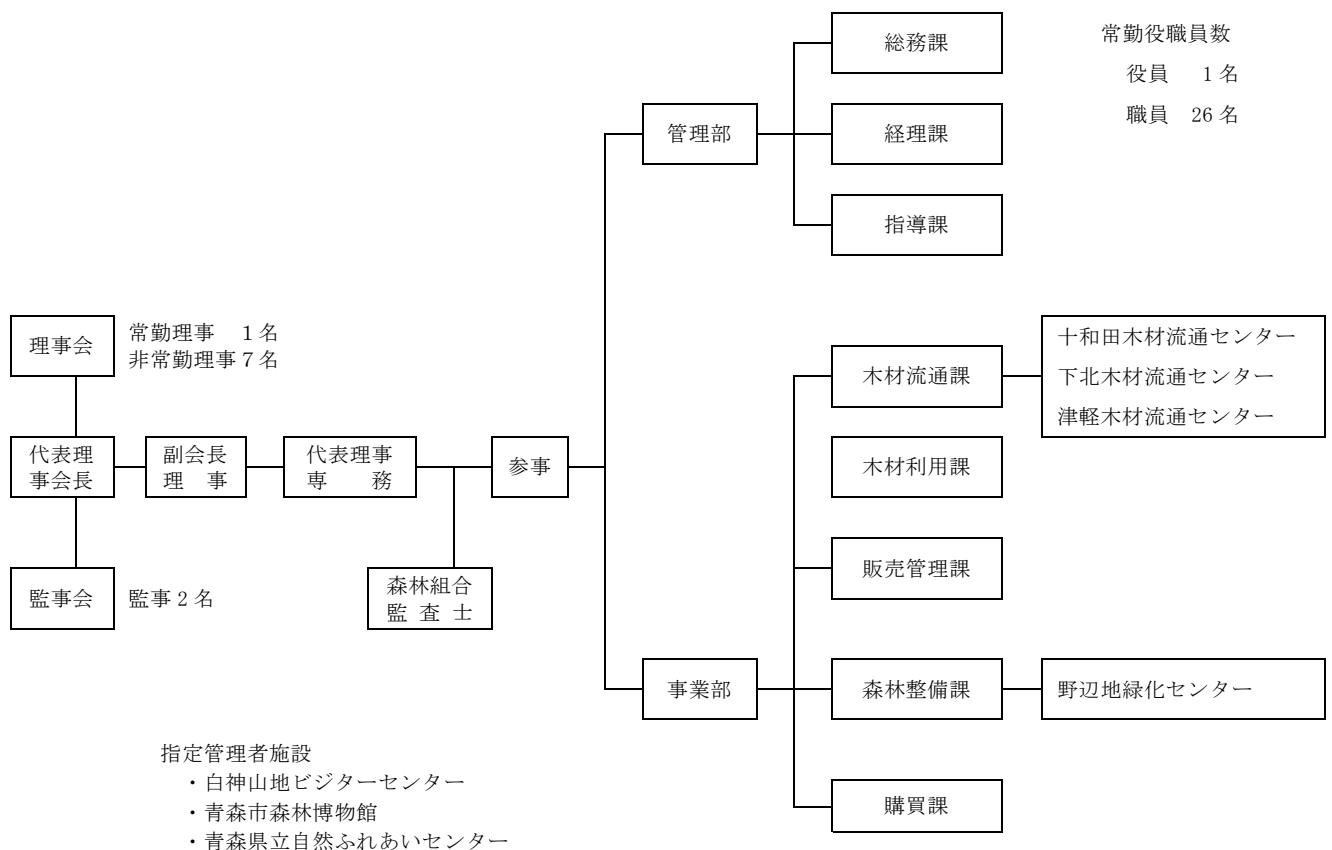 総務課
常勤役職員数
役員 1名
職員 26名
管理部
経理課
指導課
理事会
常勤理事 1名
非常勤理事7名
木材流通課
十和田木材流通センター
下北木材流通センター
津軽木材流通センター
代表理
事会長
副会長
理 事
代表理事
専 務
参事
木材利用課
監事会
監事2名
森林組合
監 査 士
販売管理課
事業部
森林整備課
野辺地緑化センター
購買課
指定管理者施設
・白神山地ビジターセンター
・青森市森林博物館
・青森県立自然ふれあいセンター